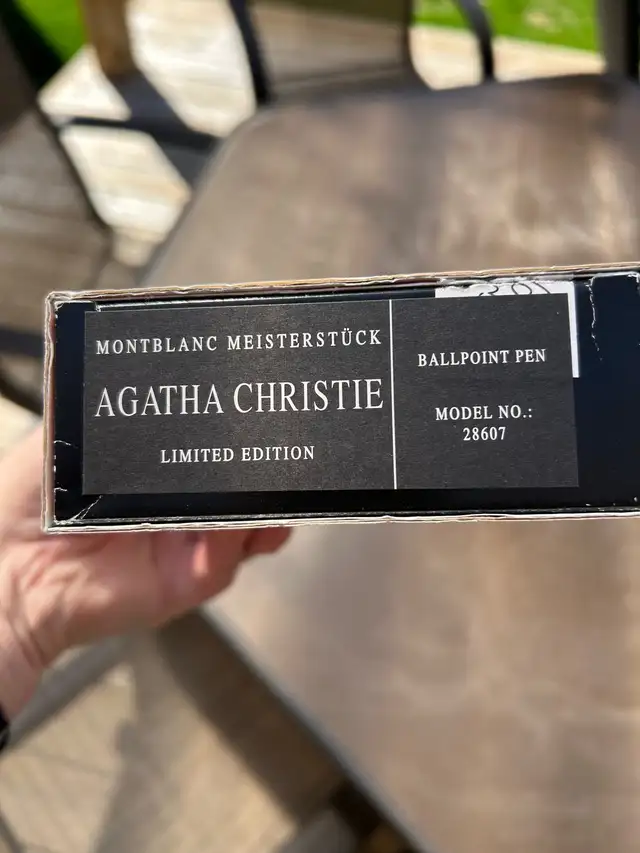 MONTBLANC MEISTERSTÜCK
AGATHA CHRISTIE
LIMITED EDITION
BALLPOINT PEN
MODEL NO.:
28607